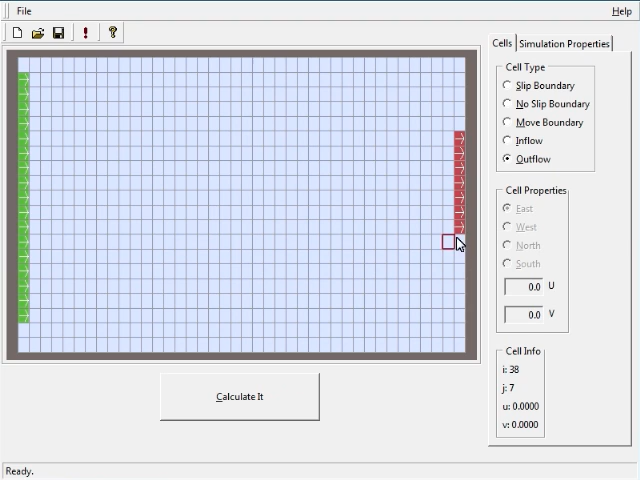 File
Help
Cells
Simulation Properties
Cell Type
Slip Boundary
No Slip Boundary
Move Boundary
Inflow
Outflow
Cell Properties
East
West
North
South
0.0 U
0.0 V
Cell Info
i: 38
j: 7
u: 0.0000
v: 0.0000
Calculate It
Ready.